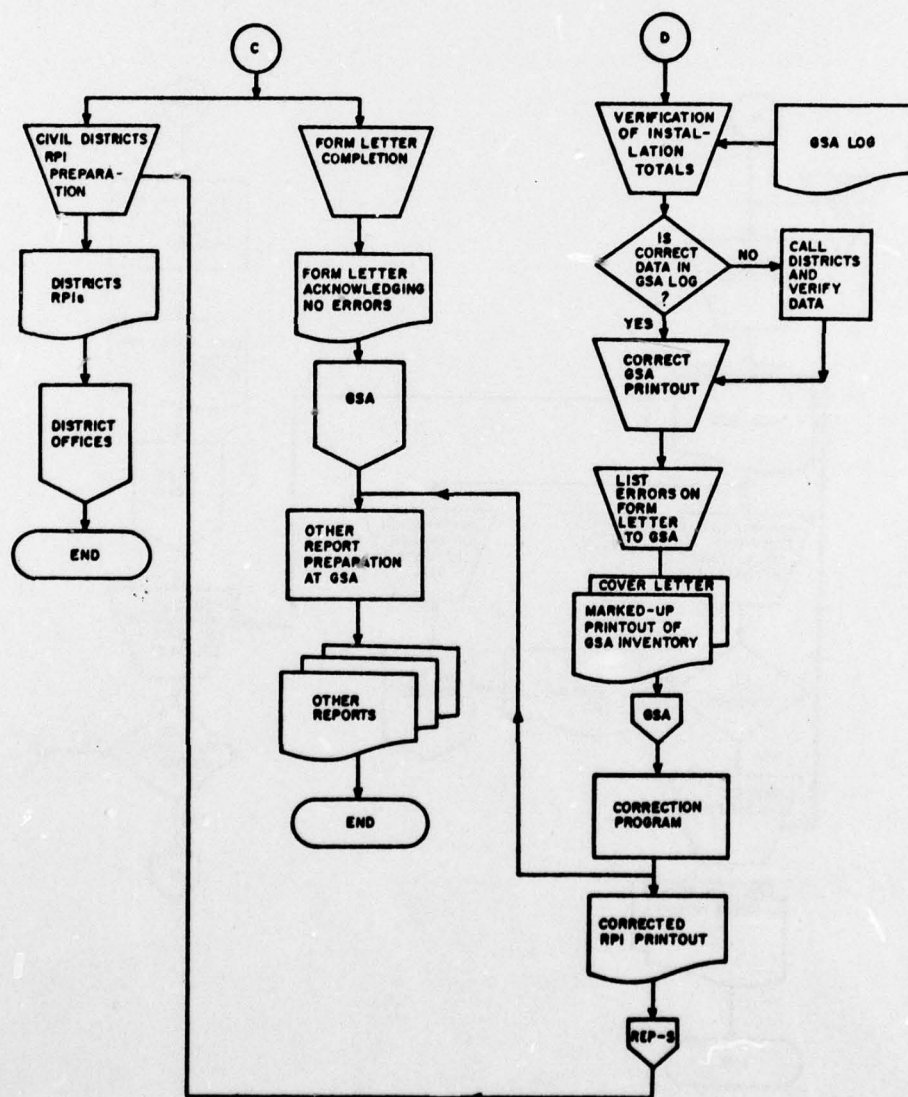 C
CIVIL DISTRICTS
RPI
PREPARA-
TION
DISTRICTS
RPIs
DISTRICT
OFFICES
END
FORM LETTER
COMPLETION
FORM LETTER
ACKNOWLEDGING
NO ERRORS
GSA
OTHER
REPORT
PREPARATION
AT GSA
OTHER
REPORTS
END
D
VERIFICATION
OF INSTAL-
LATION
TOTALS
GSA LOG
IS
CORRECT
DATA IN
GSA LOG
?
NO
CALL
DISTRICTS
AND
VERIFY
DATA
YES
CORRECT
GSA
PRINTOUT
LIST
ERRORS ON
FORM
LETTER
TO GSA
COVER LETTER
MARKED-UP
PRINTOUT OF
GSA INVENTORY
GSA
CORRECTION
PROGRAM
CORRECTED
RPI PRINTOUT
REP-S